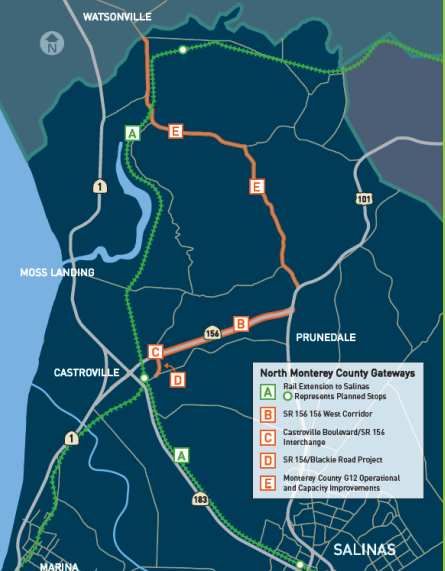 WATSONVILLE
N
A
E
E
1
101
MOSS LANDING
156
B
PRUNEDALE
C
CASTROVILLE
D
North Monterey County Gateways
A Rail Extension to Salinas
Represents Planned Stops
B SR 156 156 West Corridor
C Castroville Boulevard/SR 156
Interchange
D SR 156/Blackie Road Project
E Monterey County G12 Operational
and Capacity Improvements
1
A
183
SALINAS
MARINA